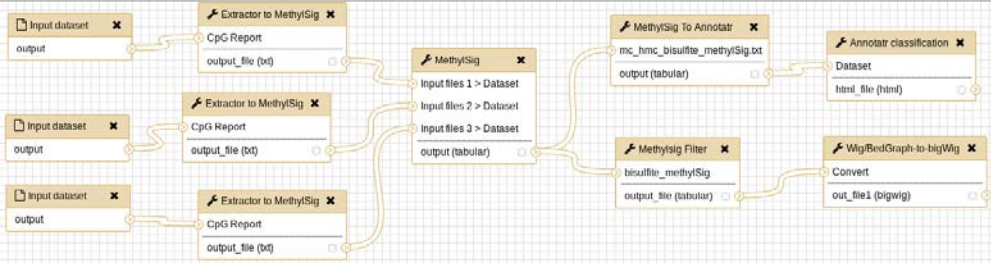 Input dataset
output
Extractor to MethylSig
CpG Report
output_file (txt)
Input dataset
output
Extractor to MethylSig
CpG Report
output_file (txt)
Input dataset
output
Extractor to MethylSig
CpG Report
output_file (txt)
MethylSig
Input files 1 > Dataset
Input files 2 > Dataset
Input files 3 > Dataset
output (tabular)
MethylSig To Annotatr
mc_hmc_bisulfite_methylSig.txt
output (tabular)
Annotatr classification
Dataset
html_file (html)
Methylsig Filter
bisulfite_methylSig
output_file (tabular)
Wig/BedGraph-to-bigWig
Convert
out_file1 (bigwig)